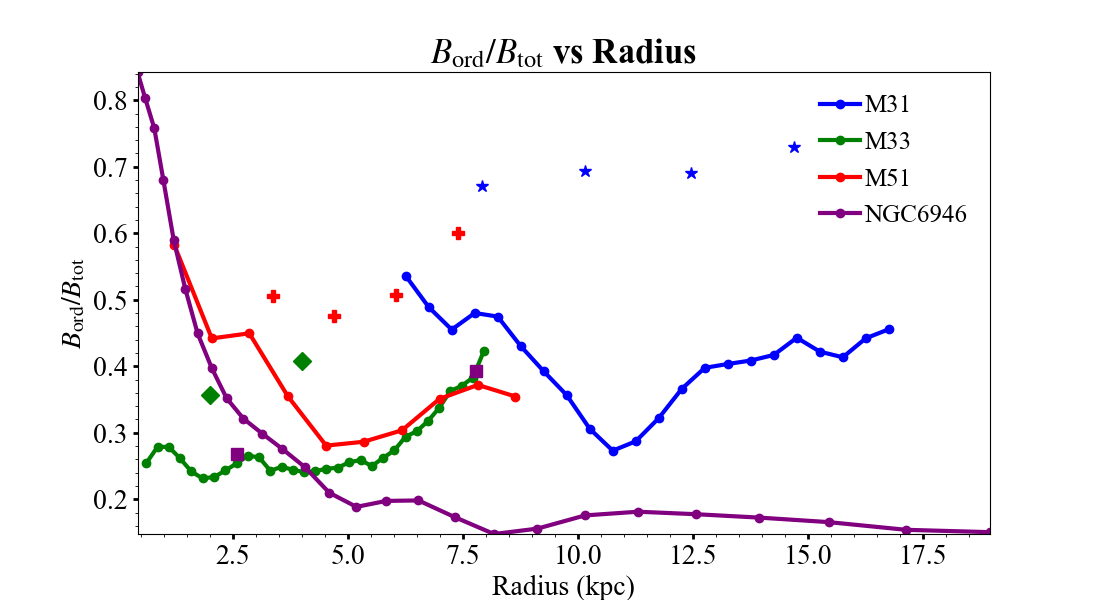 B_ord/B_tot vs Radius
M31
M33
M51
NGC6946
B_ord/B_tot
0.8
0.7
0.6
0.5
0.4
0.3
0.2
2.5 5.0 7.5 10.0 12.5 15.0 17.5
Radius (kpc)